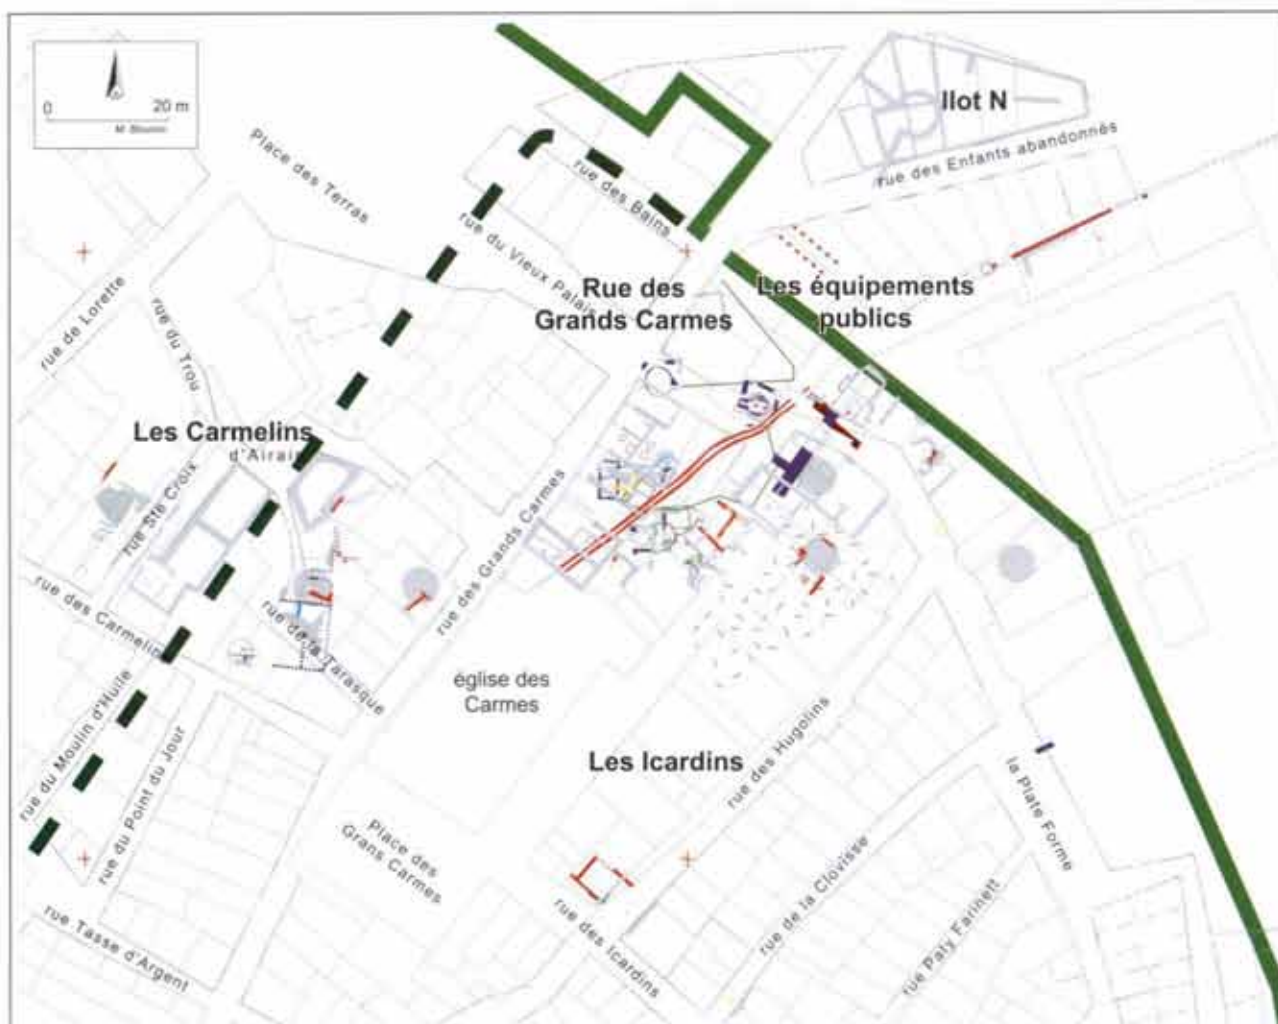 0 20 m
Ilot N
rue des Enfants abandonnés
Place des Terras
rue des Bains
rue du Vieux Palais
Rue des
Grands Carmes
Les équipements
publics
rue de Lorette
rue du Trou
d'Airain
Les Carmelins
rue Ste Croix
rue des Grands Carmes
rue des Carmelins
rue de la Tarasque
église des
Carmes
rue du Moulin d'Huile
rue du Point du Jour
Les Icardins
rue des Hugolins
la Plate Forme
Place des
Grans Carmes
rue de la Clovisse
rue Paly Farinett
rue des Icardins
rue Tasse d'Argent